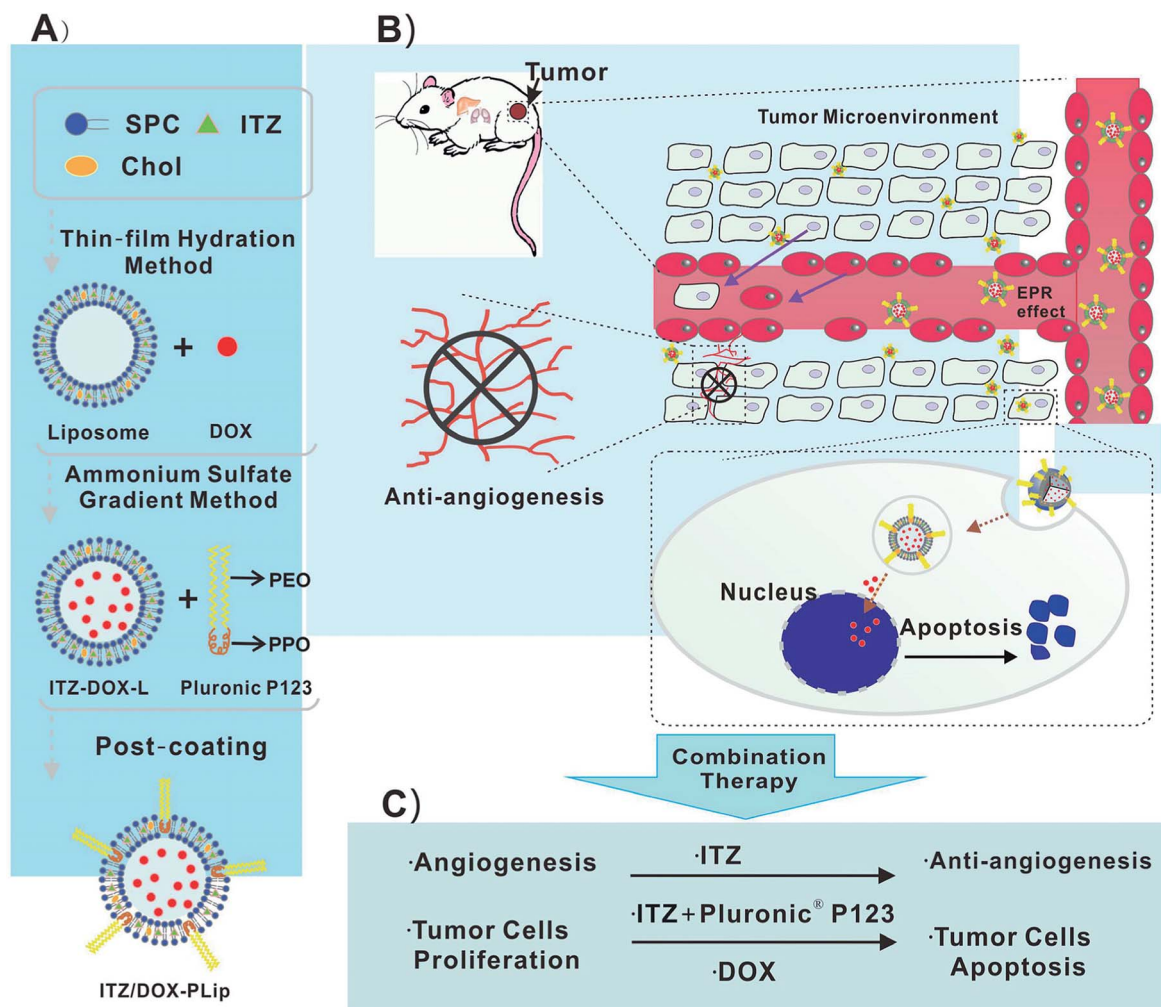 A)
SPC
ITZ
Chol
Thin-film Hydration
Method
+
Liposome
DOX
Ammonium Sulfate
Gradient Method
+
PEO
PPO
ITZ-DOX-L
Pluronic P123
Post-coating
ITZ/DOX-PLip
B)
Tumor
Tumor Microenvironment
EPR
effect
Anti-angiogenesis
Nucleus
Apoptosis
Combination
Therapy
C)
·Angiogenesis
·ITZ
·Anti-angiogenesis
·Tumor Cells
Proliferation
·ITZ+Pluronic® P123
·DOX
·Tumor Cells
Apoptosis